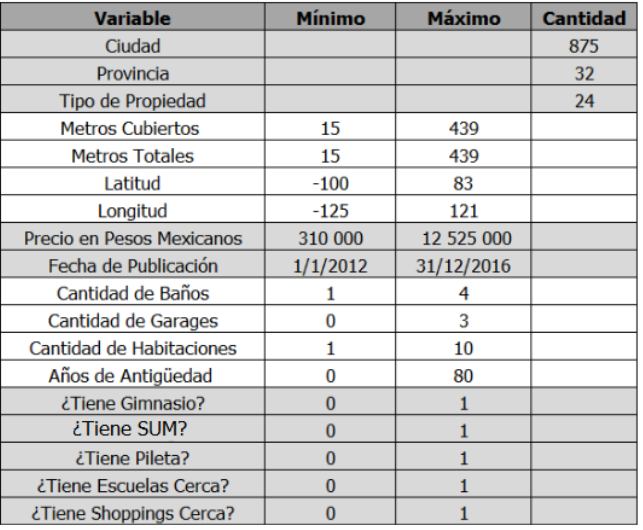 Variable Mínimo Máximo Cantidad
Ciudad 875
Provincia 32
Tipo de Propiedad 24
Metros Cubiertos 15 439
Metros Totales 15 439
Latitud -100 83
Longitud -125 121
Precio en Pesos Mexicanos 310 000 12 525 000
Fecha de Publicación 1/1/2012 31/12/2016
Cantidad de Baños 1 4
Cantidad de Garages 0 3
Cantidad de Habitaciones 1 10
Años de Antigüedad 0 80
¿Tiene Gimnasio? 0 1
¿Tiene SUM? 0 1
¿Tiene Pileta? 0 1
¿Tiene Escuelas Cerca? 0 1
¿Tiene Shoppings Cerca? 0 1